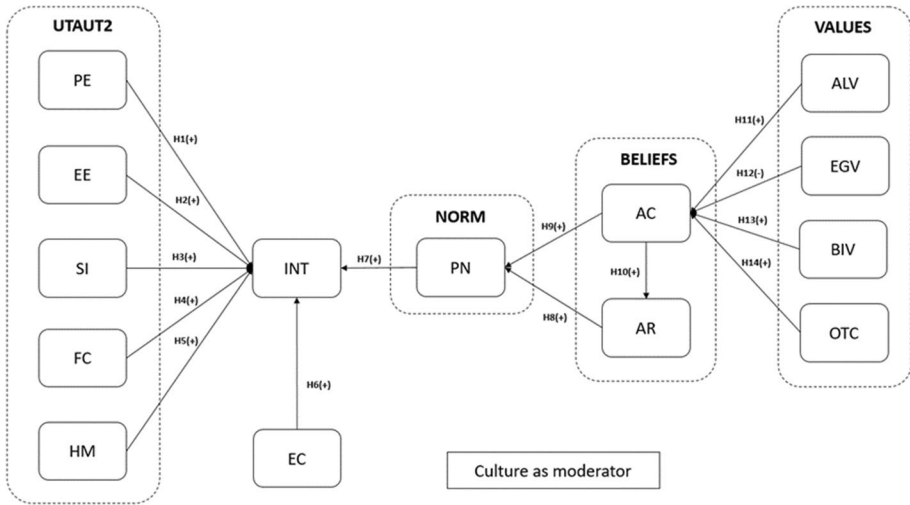 UTAUT2
PE
EE
SI
FC
HM
H1(+)
H2(+)
H3(+)
H4(+)
H5(+)
INT
H6(+)
EC
H7(+)
NORM
PN
H9(+)
H8(+)
BELIEFS
AC
H10(+)
AR
H11(+)
H12(-)
H13(+)
H14(+)
VALUES
ALV
EGV
BIV
OTC
Culture as moderator